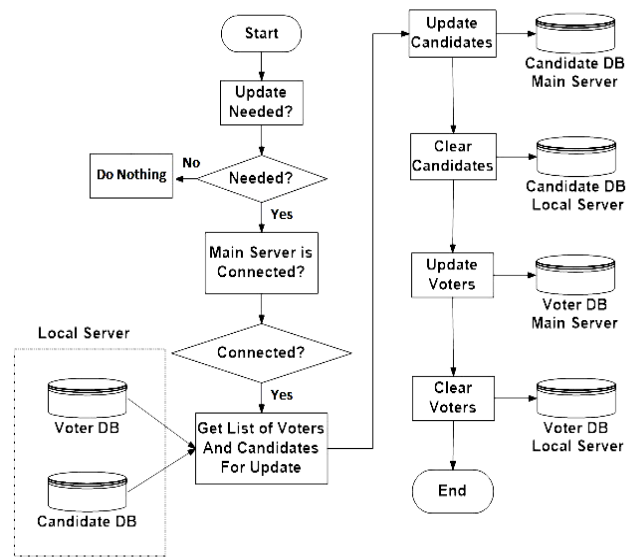 Start
Update
Needed?
Needed?
No
Do Nothing
Yes
Main Server is
Connected?
Connected?
Yes
Local Server
Voter DB
Candidate DB
Get List of Voters
And Candidates
For Update
Update
Candidates
Candidate DB
Main Server
Clear
Candidates
Candidate DB
Local Server
Update
Voters
Voter DB
Main Server
Clear
Voters
Voter DB
Local Server
End